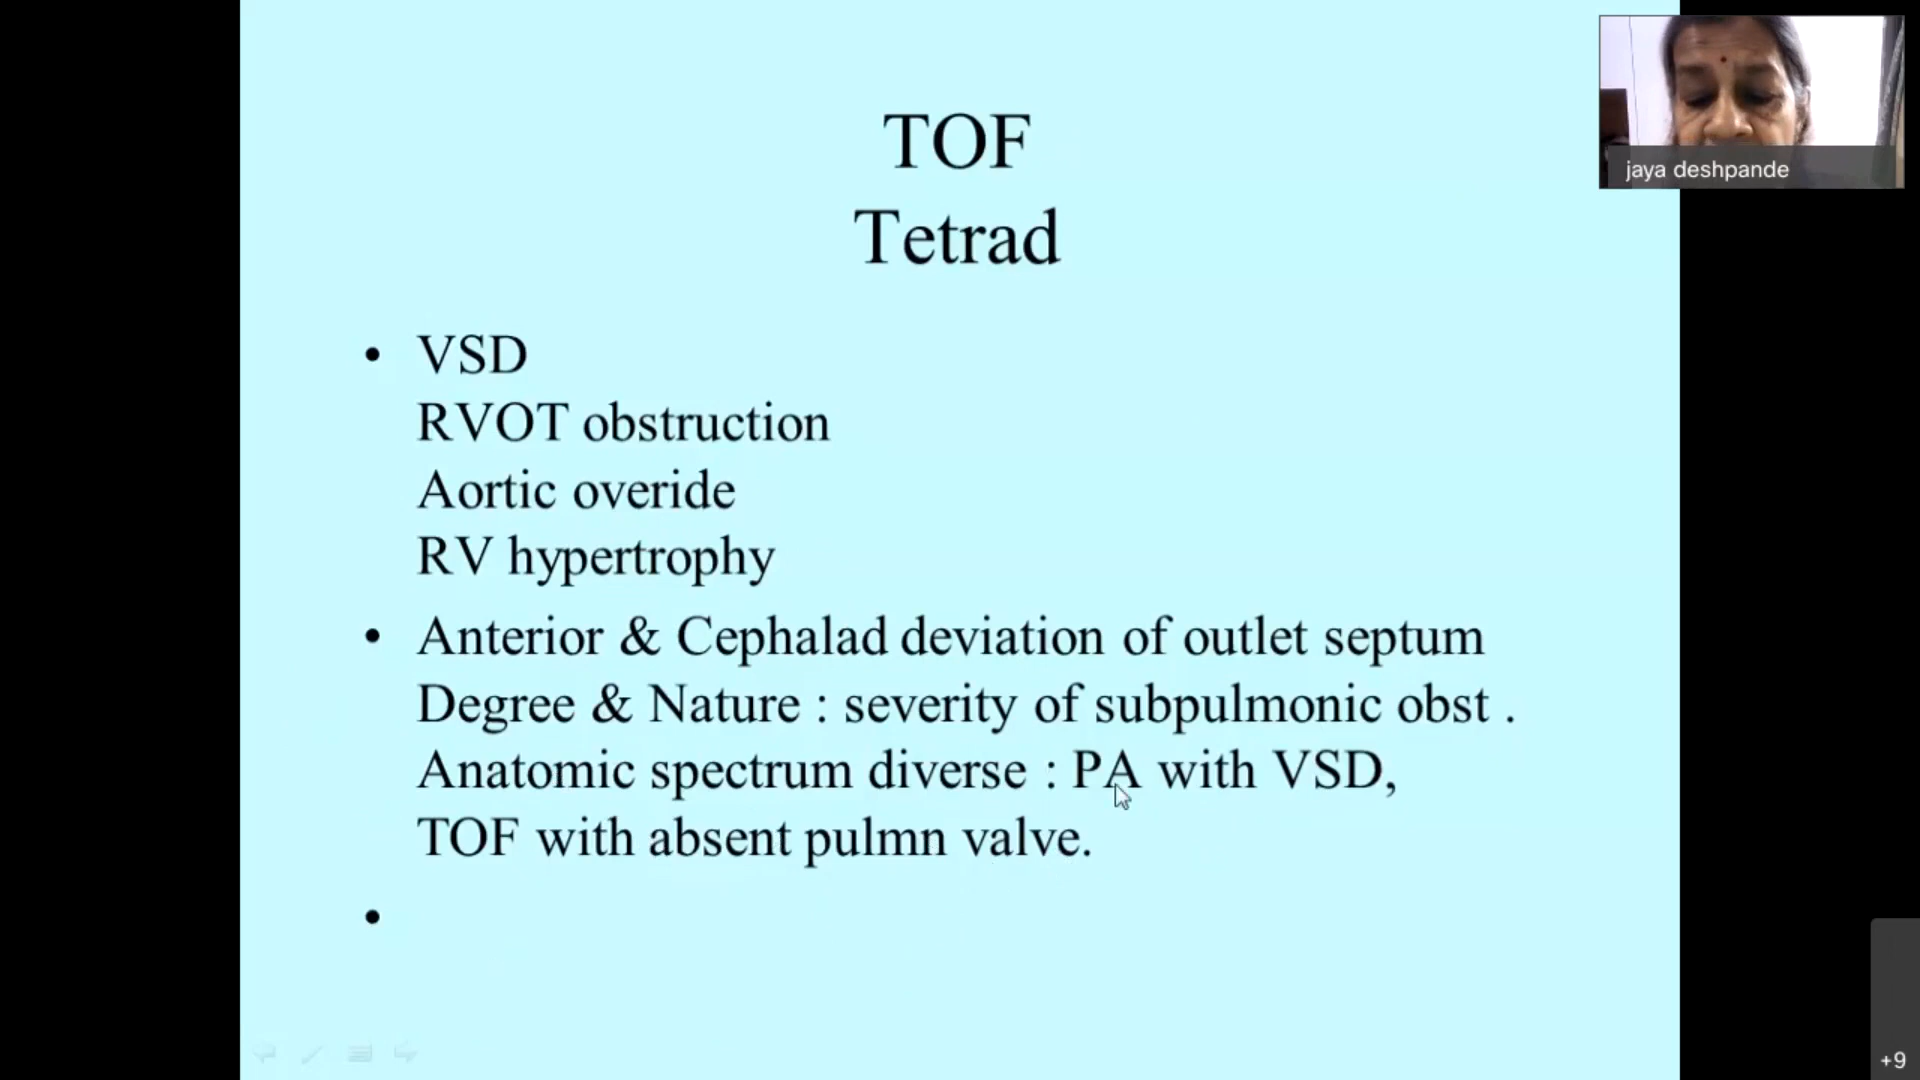 TOF
Tetrad
• VSD
RVOT obstruction
Aortic overide
RV hypertrophy
• Anterior & Cephalad deviation of outlet septum
Degree & Nature : severity of subpulmonic obst .
Anatomic spectrum diverse : PA with VSD,
TOF with absent pulmn valve.
•
jaya deshpande
+9